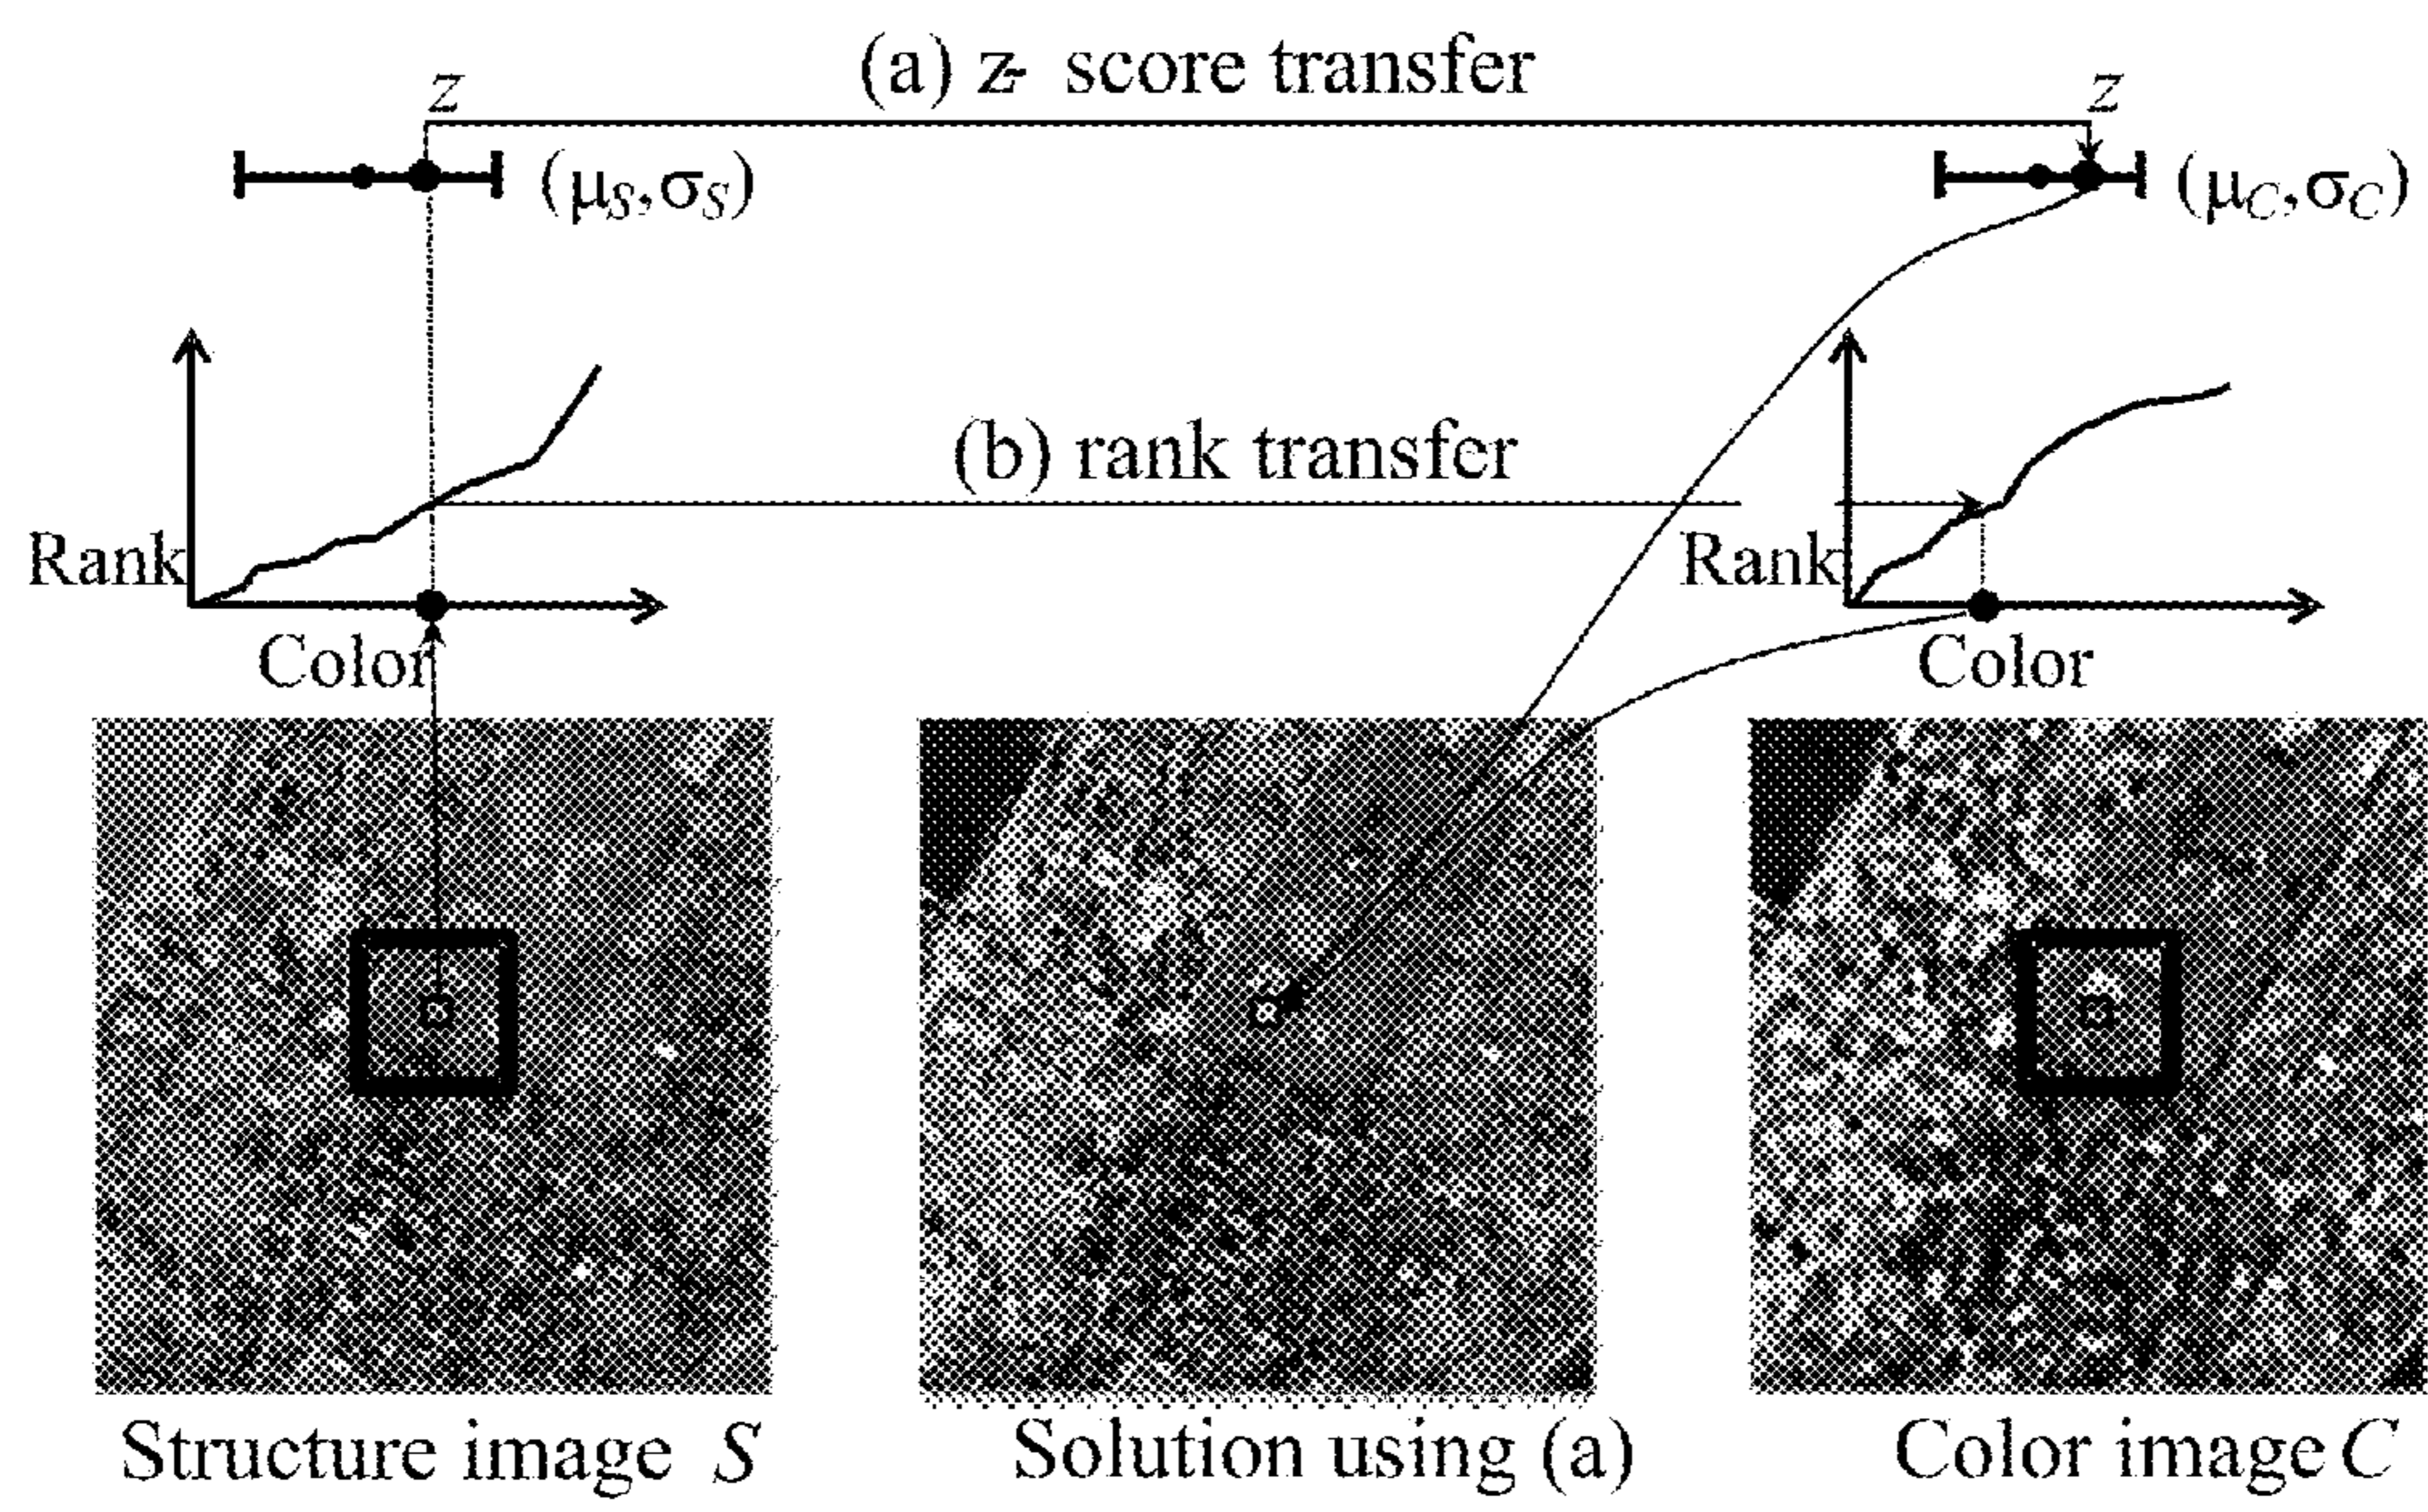 (a) z- score transfer
z
z
(μS,σS)
(μC,σC)
(b) rank transfer
Rank
Rank
Color
Color
Structure image S
Solution using (a)
Color image C